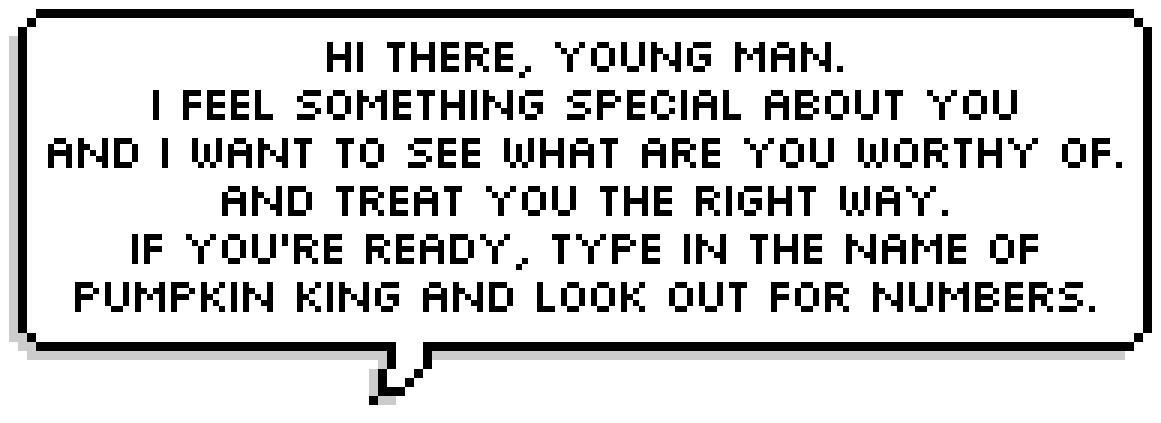 HI THERE, YOUNG MAN.
I FEEL SOMETHING SPECIAL ABOUT YOU
AND I WANT TO SEE WHAT ARE YOU WORTHY OF.
AND TREAT YOU THE RIGHT WAY.
IF YOU'RE READY, TYPE IN THE NAME OF
PUMPKIN KING AND LOOK OUT FOR NUMBERS.